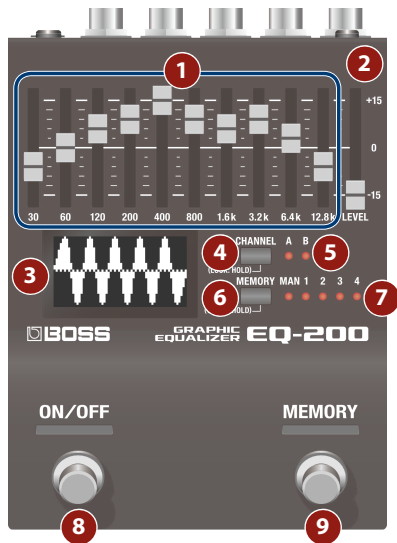 1
2
+15
0
-15
30 60 120 200 400 800 1.6k 3.2k 6.4k 12.8k LEVEL
3
4 CHANNEL A B 5
HOLD)
6 MEMORY MAN 1 2 3 4 7
HOLD)
BOSS GRAPHIC EQUALIZER EQ-200
ON/OFF MEMORY
8 9